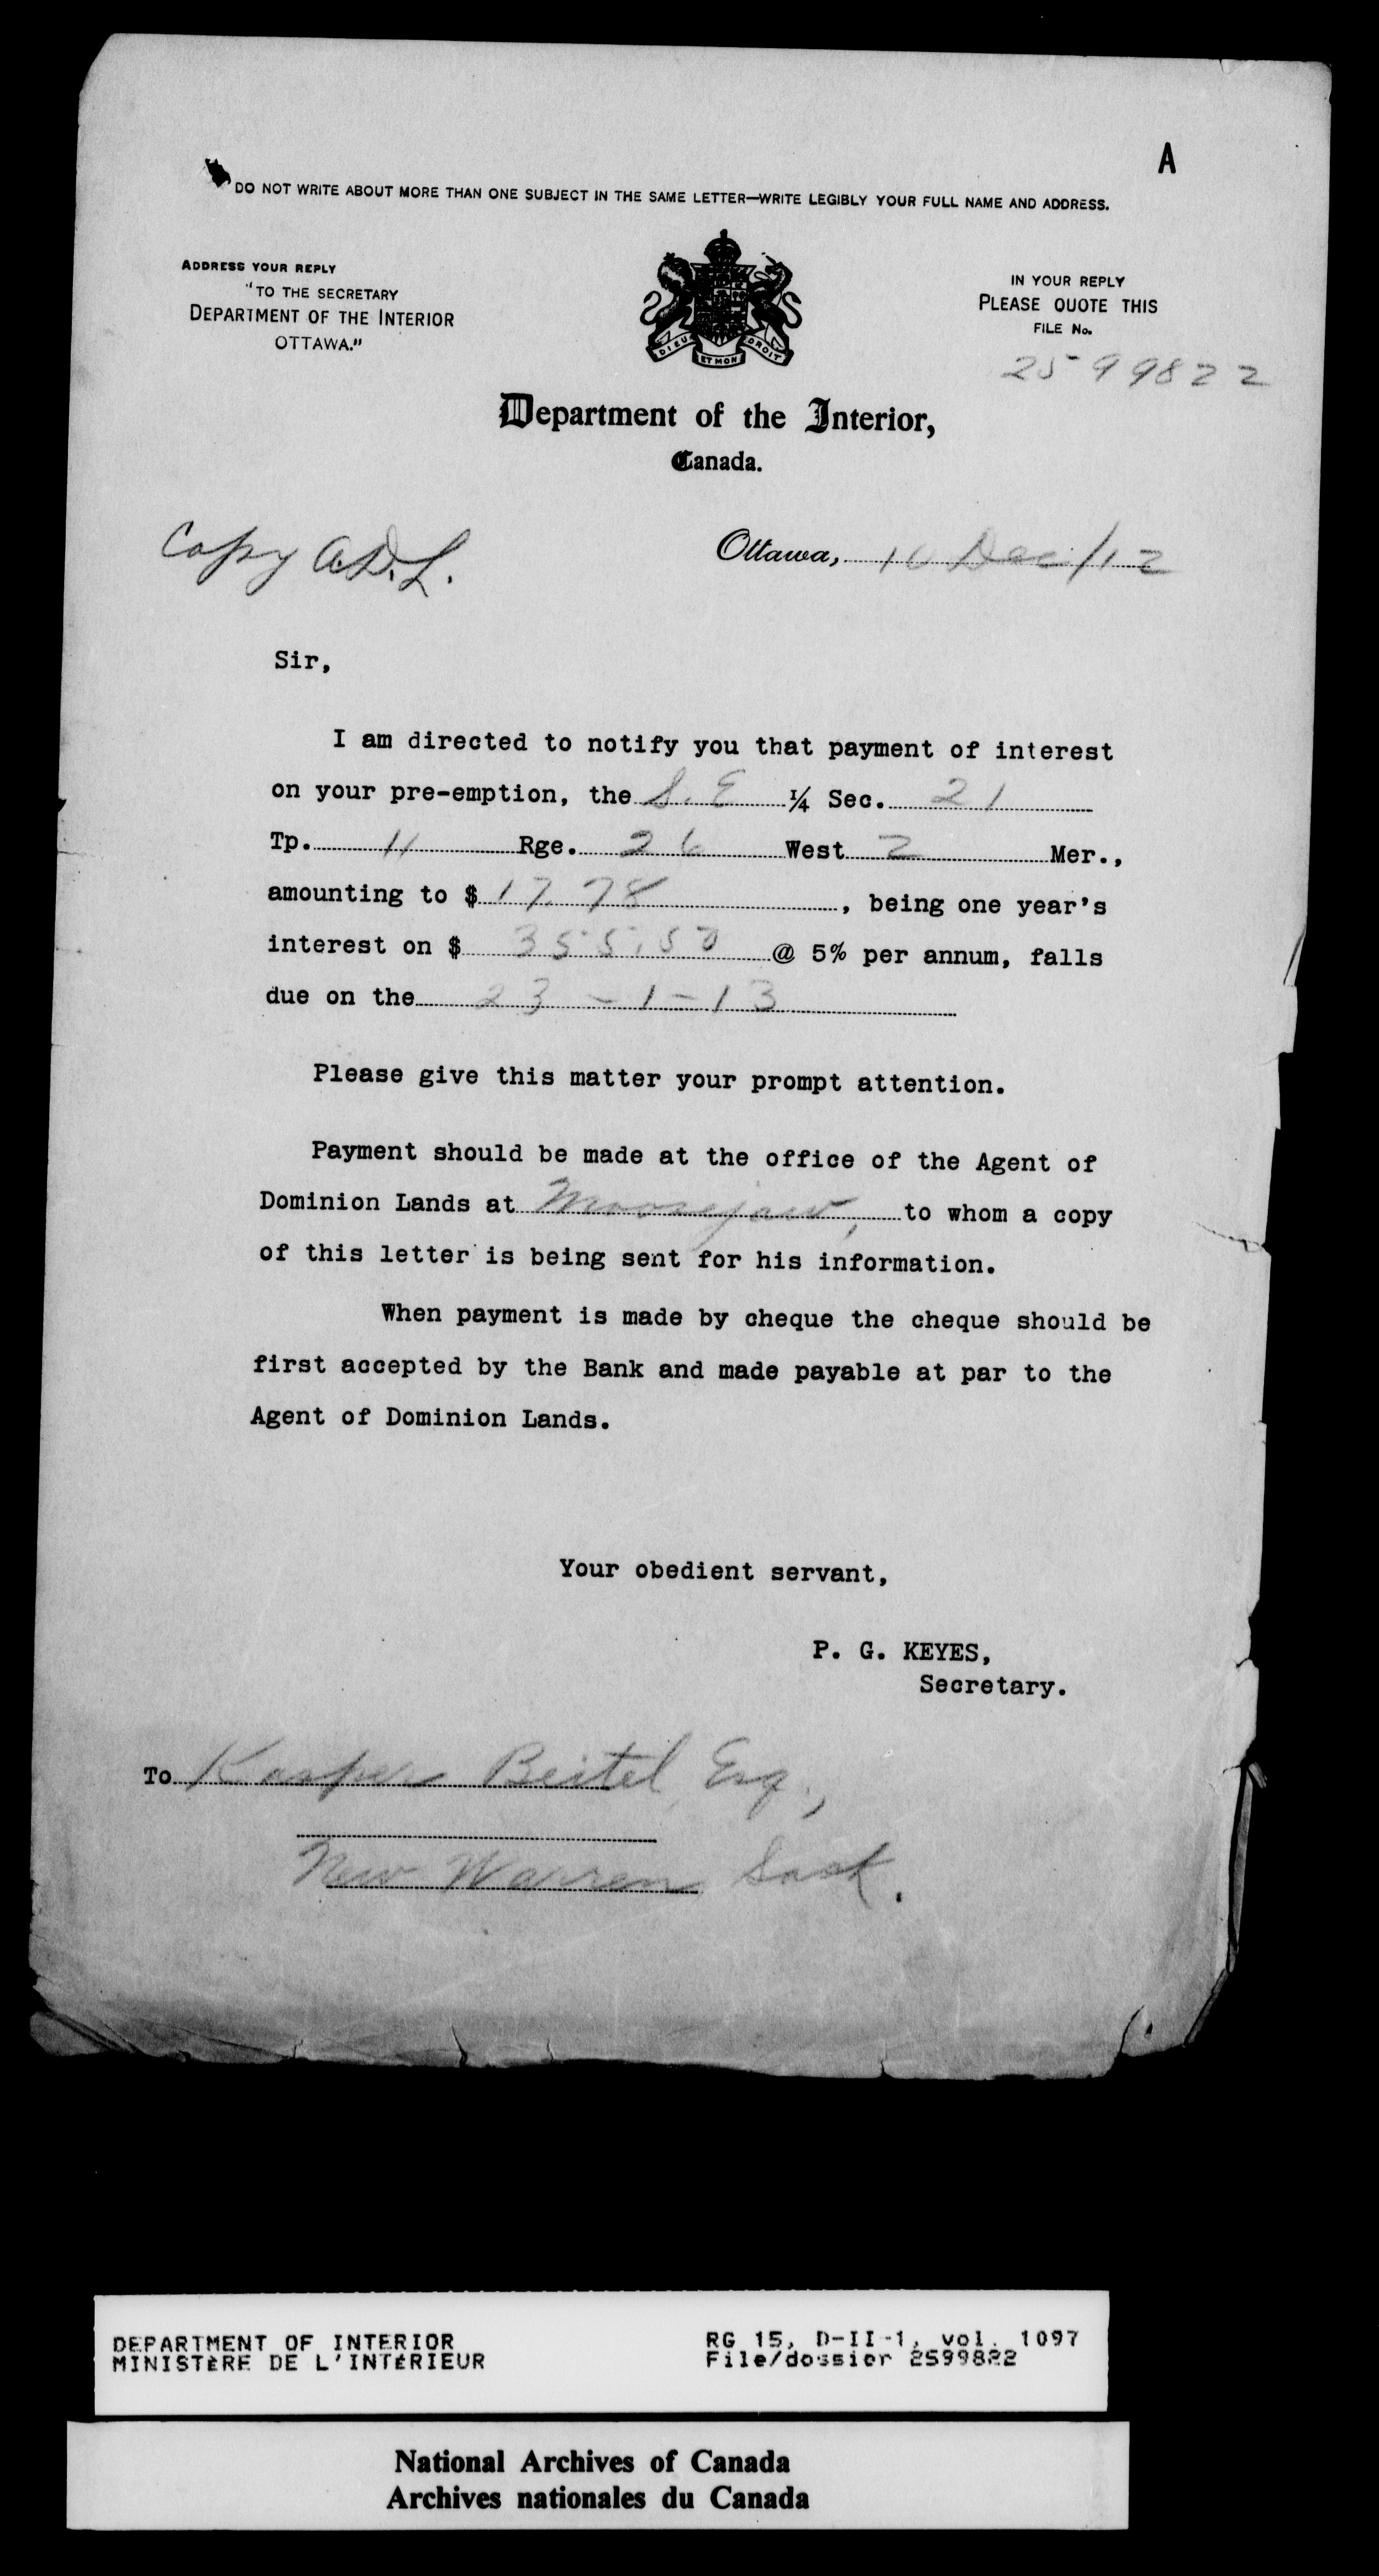 A
DO NOT WRITE ABOUT MORE THAN ONE SUBJECT IN THE SAME LETTER—WRITE LEGIBLY YOUR FULL NAME AND ADDRESS.
ADDRESS YOUR REPLY
"TO THE SECRETARY
DEPARTMENT OF THE INTERIOR
OTTAWA."
DIEU ET MON DROIT
IN YOUR REPLY
PLEASE QUOTE THIS
FILE No.
2599822
Department of the Interior,
Canada.
Copy A.D.L.
Ottawa, 10 Dec/12
Sir,
I am directed to notify you that payment of interest
on your pre-emption, the S. E ¼ Sec. 21
Tp. 11 Rge. 26 West 2 Mer.,
amounting to $ 17.78, being one year's
interest on $ 355.50 @ 5% per annum, falls
due on the 23-1-13
Please give this matter your prompt attention.
Payment should be made at the office of the Agent of
Dominion Lands at Moosejaw, to whom a copy
of this letter is being sent for his information.
When payment is made by cheque the cheque should be
first accepted by the Bank and made payable at par to the
Agent of Dominion Lands.
Your obedient servant,
P. G. KEYES,
Secretary.
To Kasper Beitel, Esq.,
New Warren Sask.
DEPARTMENT OF INTERIOR
MINISTÈRE DE L'INTÉRIEUR
RG 15, D-II-1, vol. 1097
File/dossier 2599822
National Archives of Canada
Archives nationales du Canada